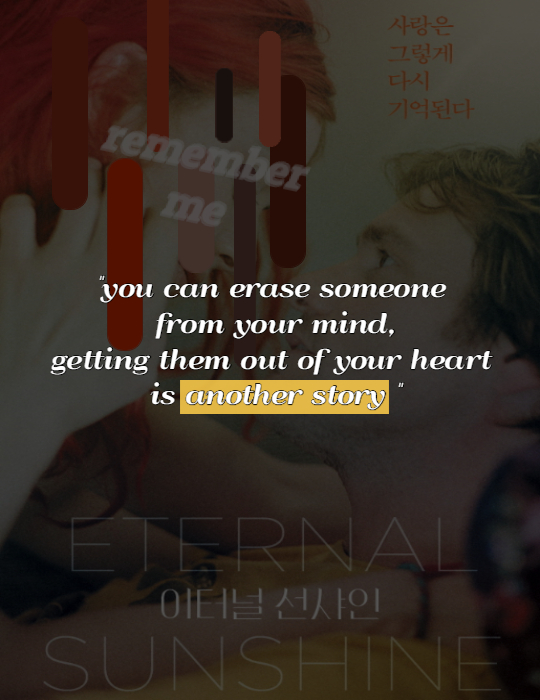 사랑은
그렇게
다시
기억된다
remember
me
"you can erase someone
from your mind,
getting them out of your heart
is another story "
ETERNAL
이터널 선샤인
SUNSHINE